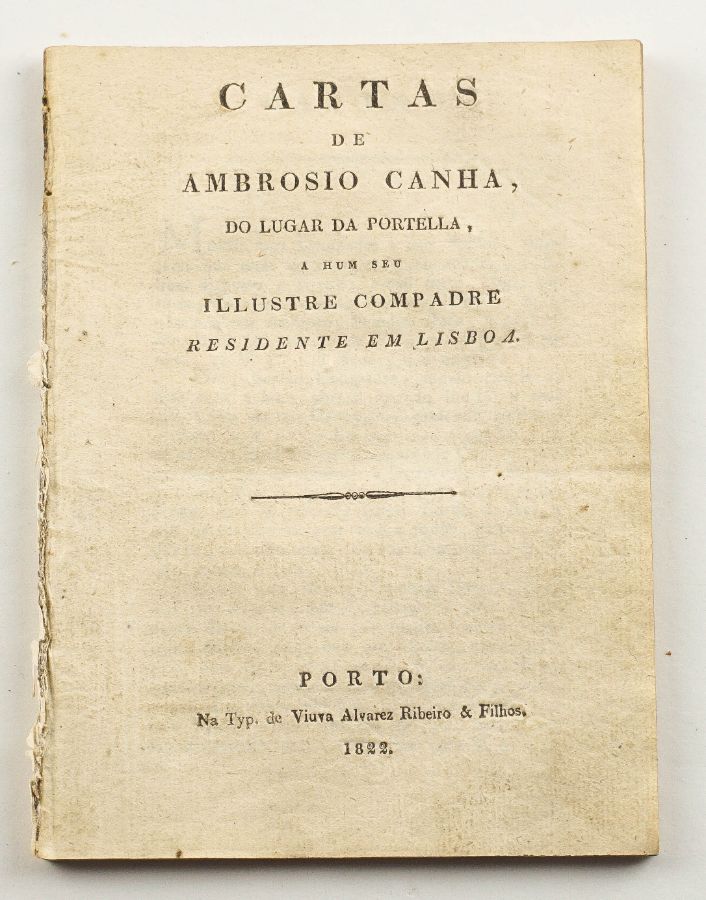 CARTAS
DE
AMBROSIO CANHA,
DO LUGAR DA PORTELLA,
A HUM SEU
ILLUSTRE COMPADRE
RESIDENTE EM LISBOA.
PORTO:
Na Typ. de Viuva Alvarez Ribeiro & Filhos.
1822.